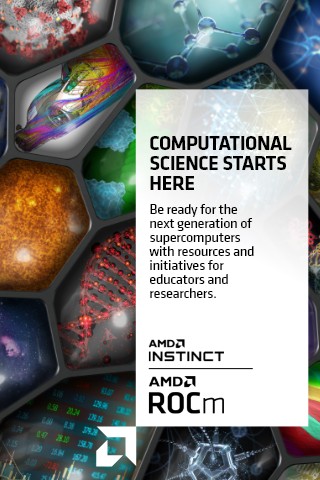 COMPUTATIONAL
SCIENCE STARTS
HERE
Be ready for the
next generation of
supercomputers
with resources and
initiatives for
educators and
researchers.
AMD
INSTINCT
AMD
ROCm